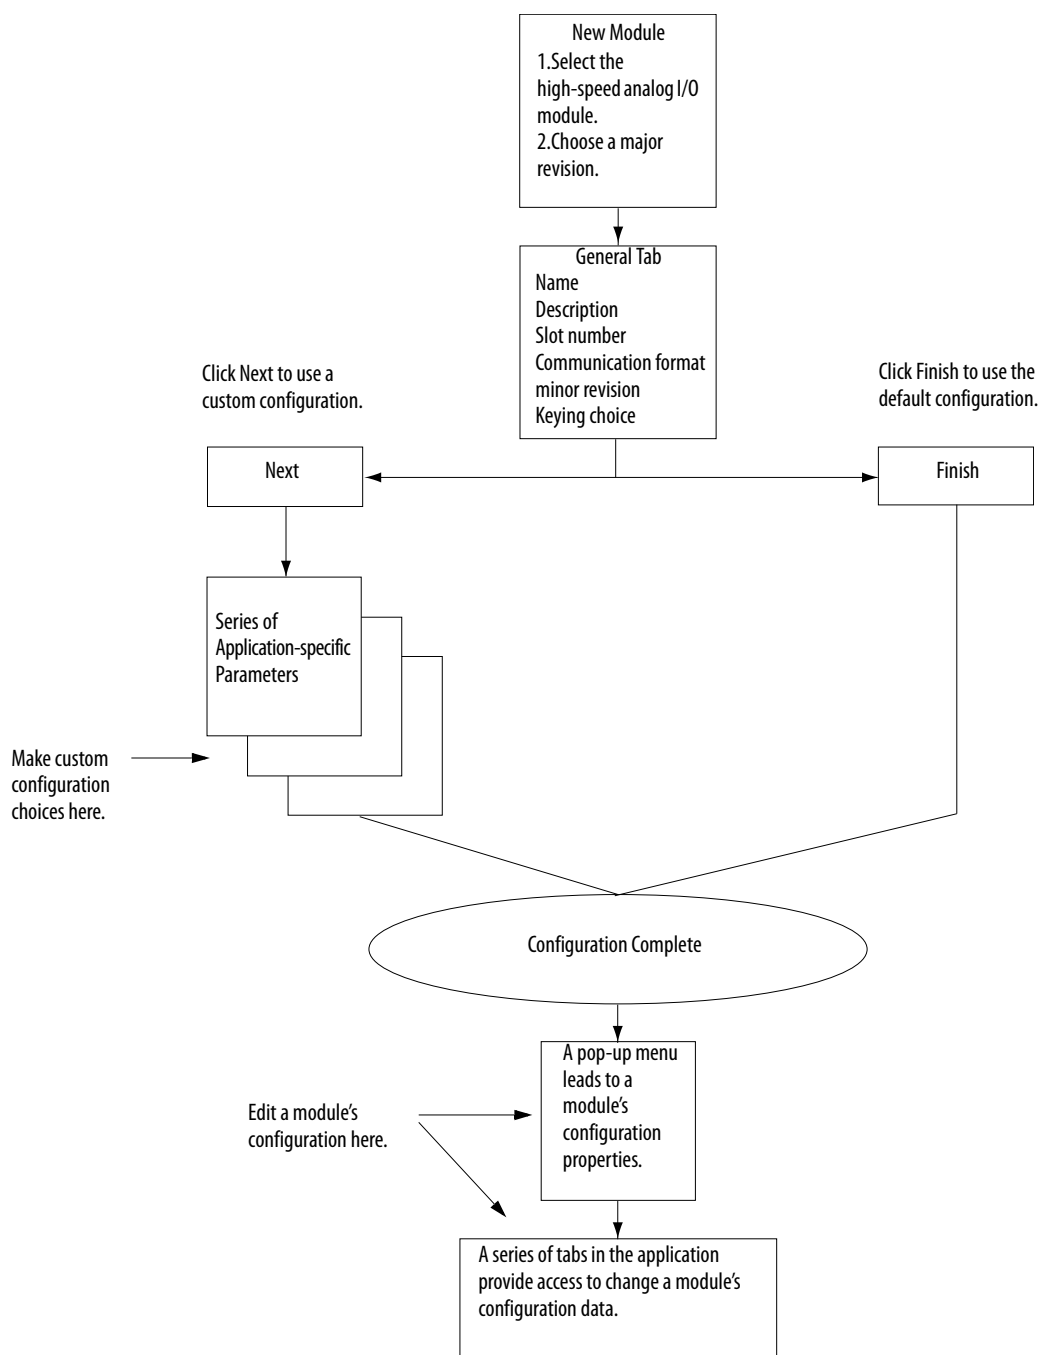 New Module
1.Select the
high-speed analog I/O
module.
2.Choose a major
revision.
General Tab
Name
Description
Slot number
Communication format
minor revision
Keying choice
Click Next to use a
custom configuration.
Click Finish to use the
default configuration.
Next
Finish
Series of
Application-specific
Parameters
Make custom
configuration
choices here.
Configuration Complete
A pop-up menu
leads to a
module’s
configuration
properties.
Edit a module’s
configuration here.
A series of tabs in the application
provide access to change a module’s
configuration data.